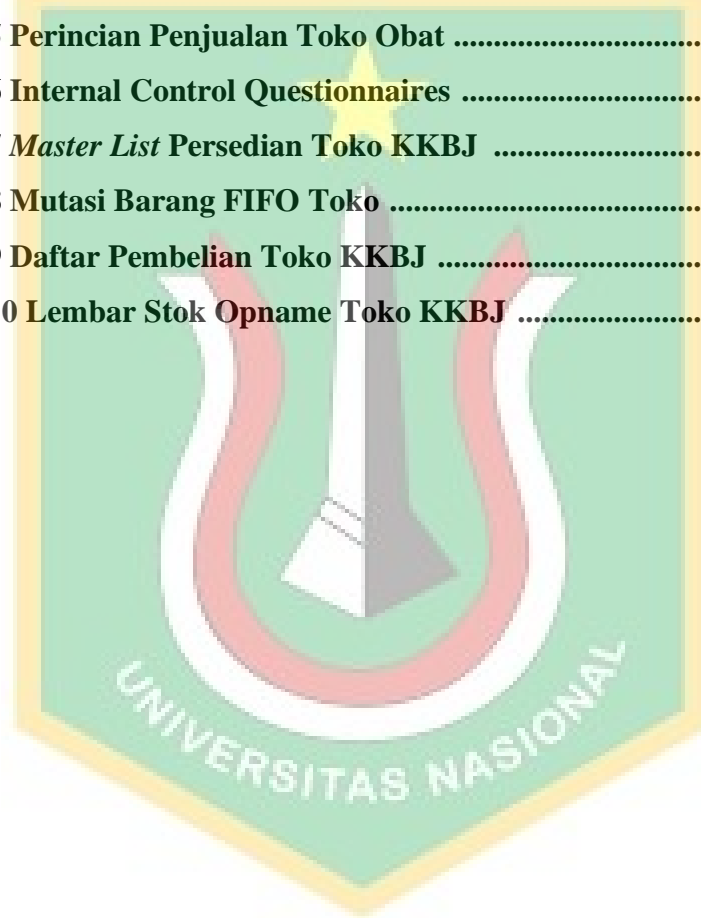 Perincian Penjualan Toko Obat ...............................
Internal Control Questionnaires ..............................
Master List Persedian Toko KKBJ ..........................
Mutasi Barang FIFO Toko .......................................
Daftar Pembelian Toko KKBJ .................................
0 Lembar Stok Opname Toko KKBJ .......................
UNIVERSITAS NASIONAL